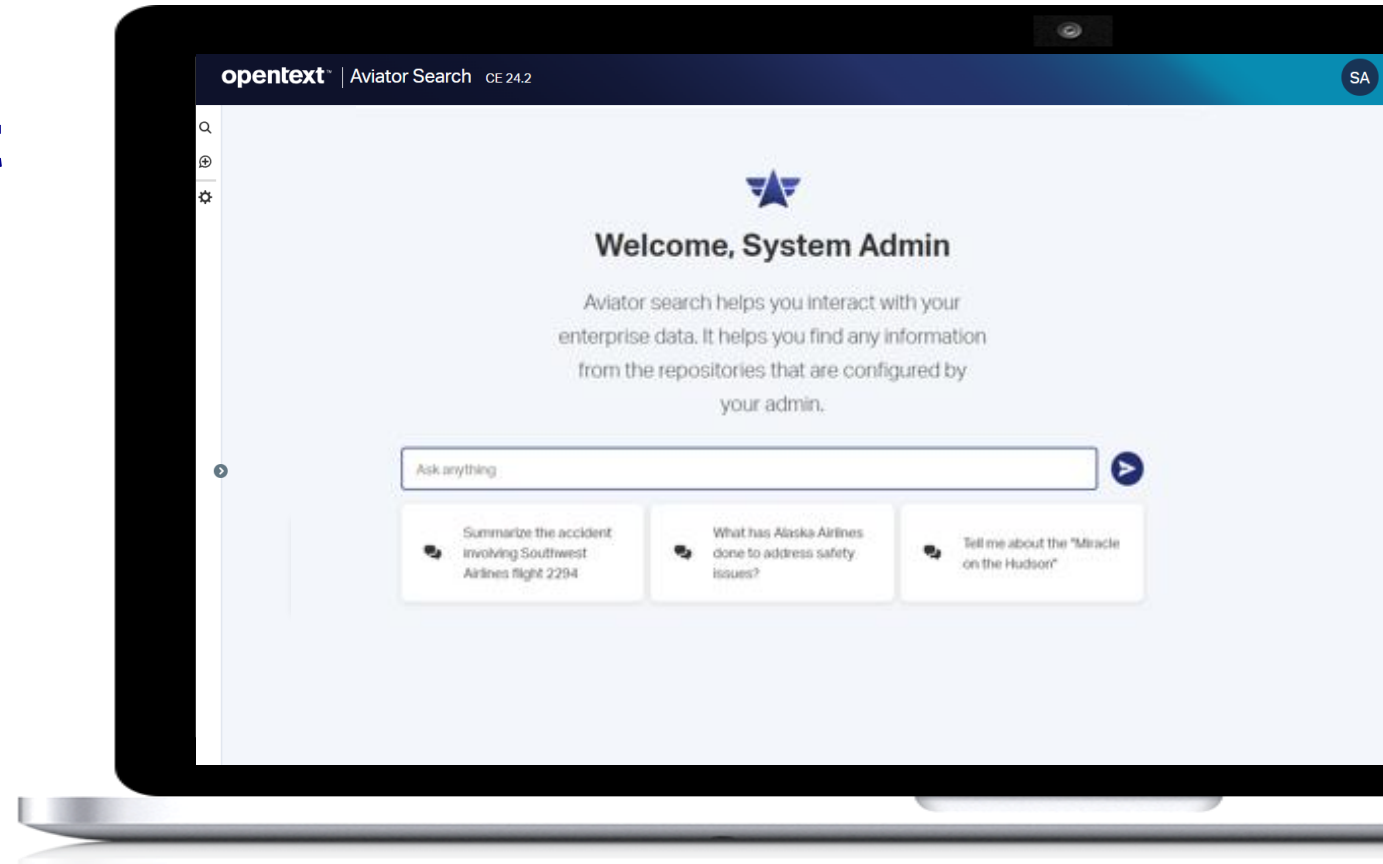 opentext™ | Aviator Search CE 24.2
SA
Welcome, System Admin
Aviator search helps you interact with your
enterprise data. It helps you find any information
from the repositories that are configured by
your admin.
Ask anything
Summarize the accident
involving Southwest
Airlines flight 2294
What has Alaska Airlines
done to address safety
issues?
Tell me about the "Miracle
on the Hudson"